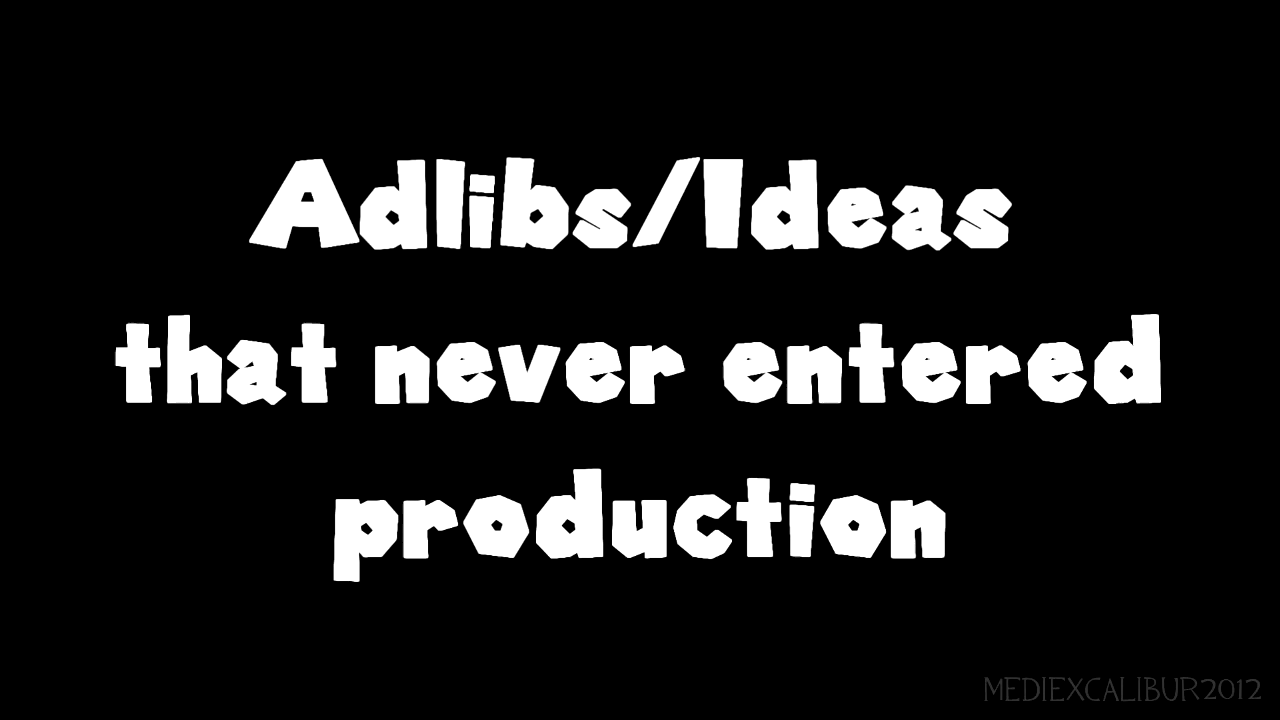 Adlibs/Ideas
that never entered
production
MEDIEXCALIBUR2012